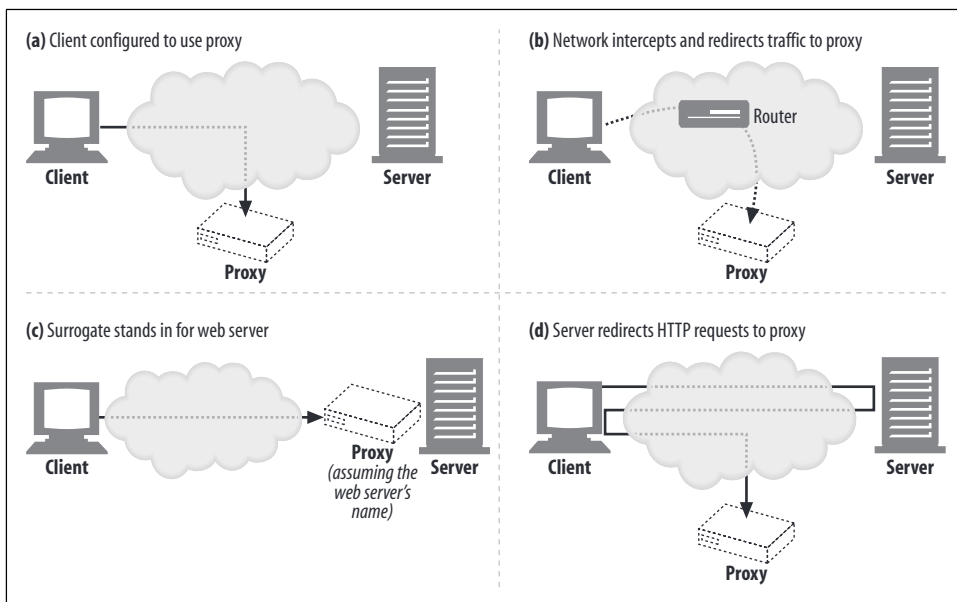 (a) Client configured to use proxy
Client
Server
Proxy
(b) Network intercepts and redirects traffic to proxy
Router
Client
Server
Proxy
(c) Surrogate stands in for web server
Client
Proxy
(assuming the
web server's
name)
Server
(d) Server redirects HTTP requests to proxy
Client
Server
Proxy